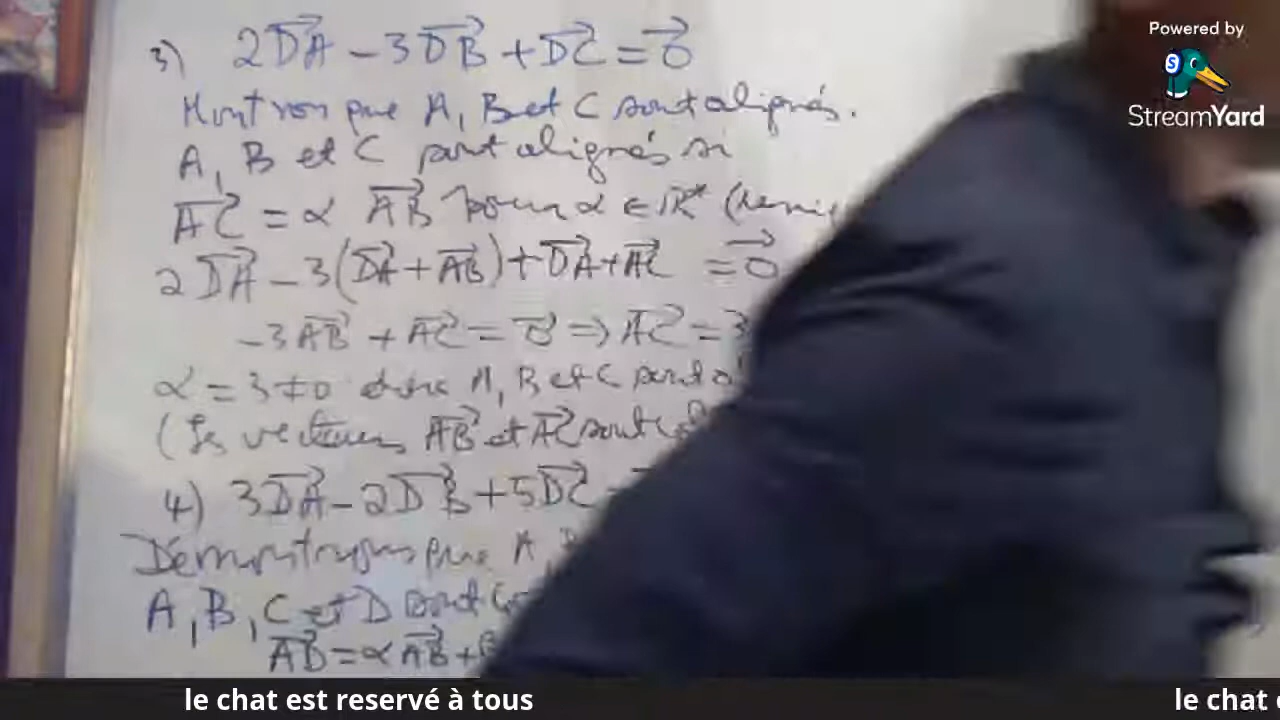 3) 2DA⃗ - 3DB⃗ + DC⃗ = 0⃗
Montrons que A, B et C sont alignés.
A, B et C sont alignés si
AC⃗ = α AB⃗ pour α ∈ ℝ*
2DA⃗ - 3(DA⃗ + AB⃗) + DA⃗ + AC⃗ = 0⃗
-3AB⃗ + AC⃗ = 0⃗ ⇒ AC⃗ = 3
α = 3 ≠ 0 donc A, B et C sont
(Les vecteurs AB⃗ et AC⃗ sont
4) 3DA⃗ - 2DB⃗ + 5DC⃗
Démontrons que A
A, B, C et D sont
AD⃗ = α AB⃗ +
Powered by
StreamYard
le chat est reservé à tous
le chat